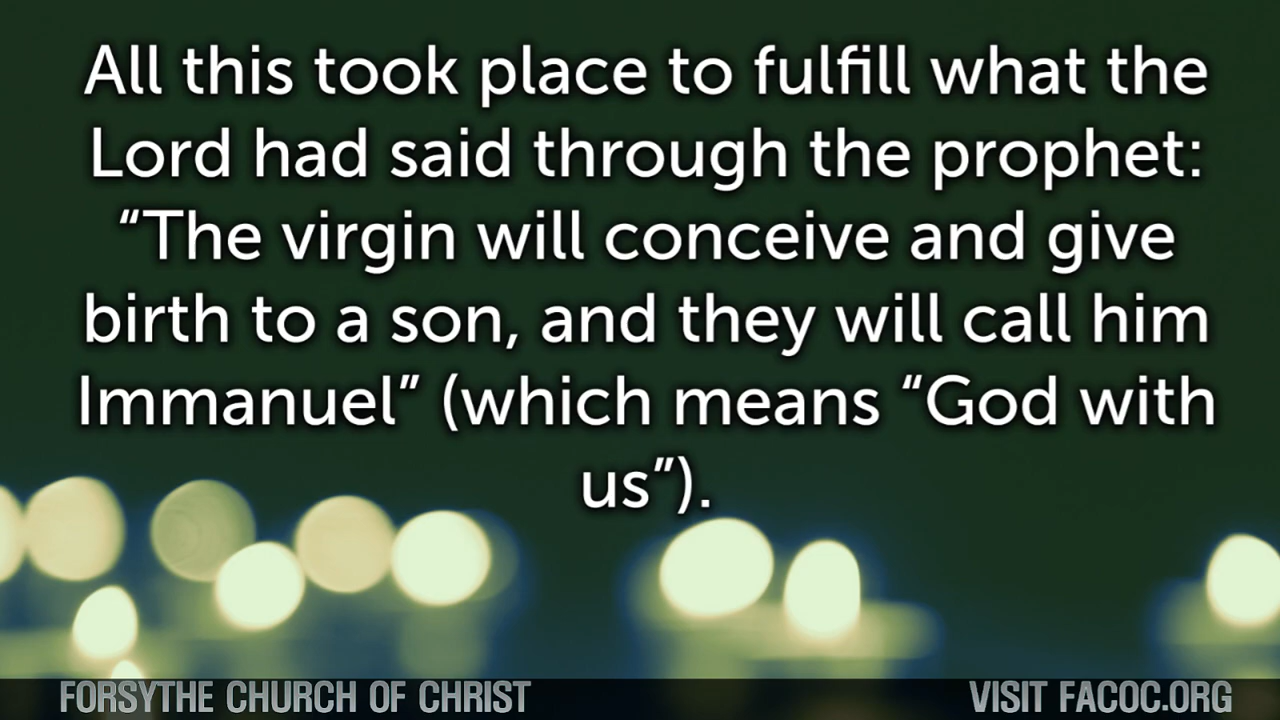 All this took place to fulfill what the
Lord had said through the prophet:
“The virgin will conceive and give
birth to a son, and they will call him
Immanuel” (which means “God with
us”).
FORSYTHE CHURCH OF CHRIST
VISIT FACOC.ORG